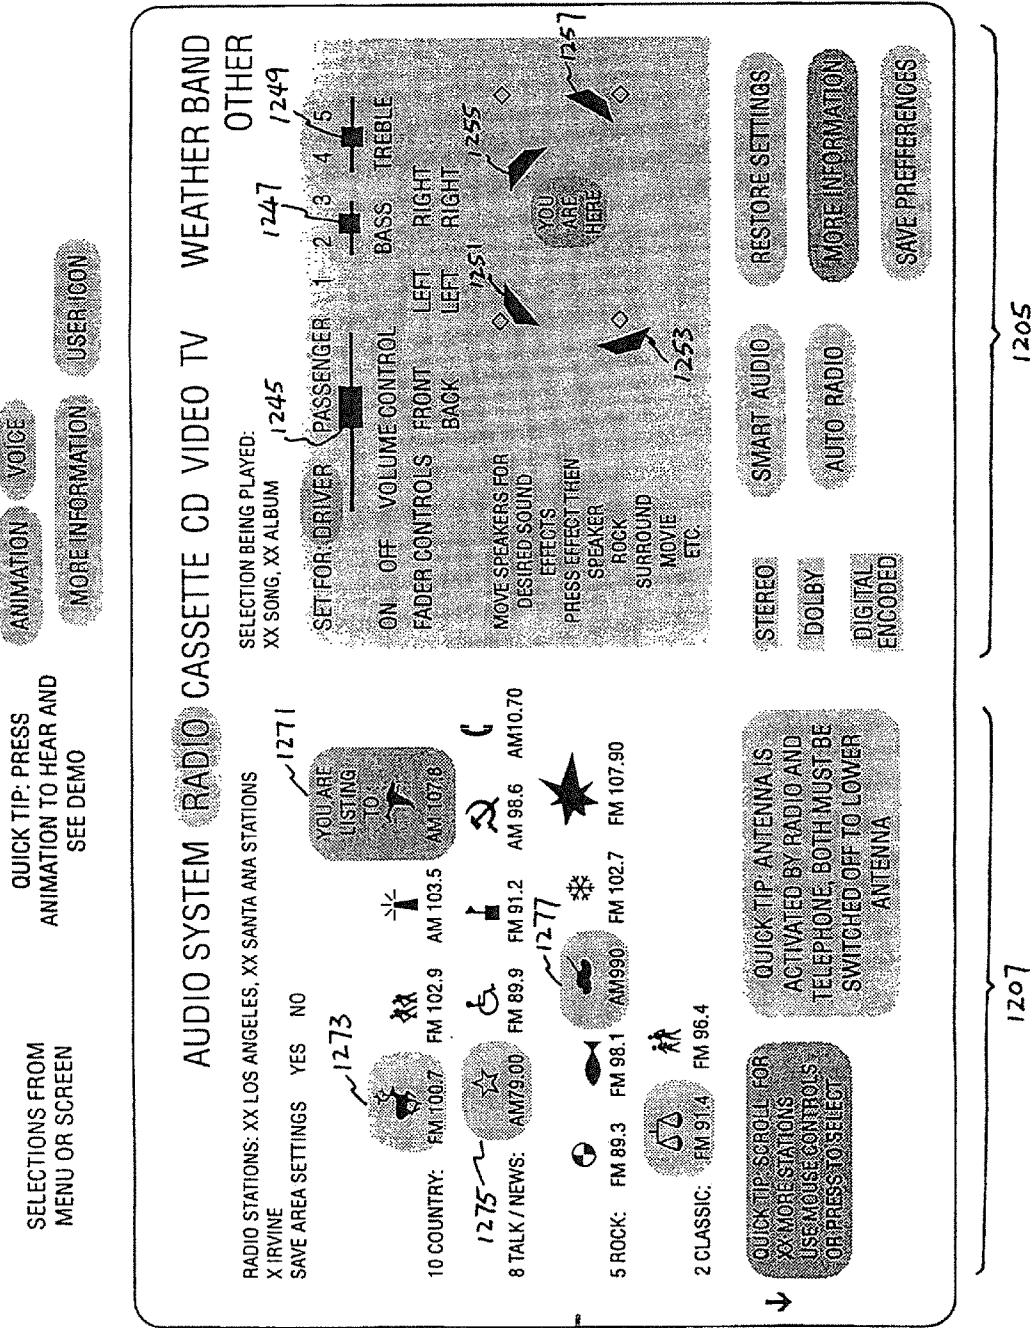 SELECTIONS FROM
MENU OR SCREEN
QUICK TIP: PRESS
ANIMATION TO HEAR AND
SEE DEMO
ANIMATION VOICE
MORE INFORMATION USER ICON
AUDIO SYSTEM RADIO CASSETTE CD VIDEO TV WEATHER BAND
OTHER
RADIO STATIONS: XX LOS ANGELES, XX SANTA ANA STATIONS
X IRVINE
SAVE AREA SETTINGS YES NO
1271
1273
YOU ARE
LISTING
TO
AM 107.8
10 COUNTRY: FM 100.7 FM 102.9 AM 103.5
1275
8 TALK / NEWS: AM79.00 FM 89.9 FM 91.2 AM 98.6 AM10.70
1277
5 ROCK: FM 89.3 FM 98.1 AM990 FM 102.7 FM 107.90
2 CLASSIC: FM 91.4 FM 96.4
QUICK TIP: SCROLL FOR
XX MORE STATIONS
USE MOUSE CONTROLS
OR PRESS TO SELECT
QUICK TIP: ANTENNA IS
ACTIVATED BY RADIO AND
TELEPHONE, BOTH MUST BE
SWITCHED OFF TO LOWER
ANTENNA
1207
SELECTION BEING PLAYED:
XX SONG, XX ALBUM
1245
1247
1249
SET FOR: DRIVER PASSENGER 1 2 3 4 5
ON OFF VOLUME CONTROL BASS TREBLE
FADER CONTROLS FRONT LEFT RIGHT
BACK LEFT RIGHT
1251
1255
1257
MOVE SPEAKERS FOR
DESIRED SOUND
EFFECTS
PRESS EFFECT THEN
SPEAKER
ROCK
SURROUND
MOVIE
ETC.
YOU
ARE
HERE
1253
STEREO SMART AUDIO RESTORE SETTINGS
DOLBY AUTO RADIO MORE INFORMATION
DIGITAL
ENCODED
SAVE PREFFERENCES
1205